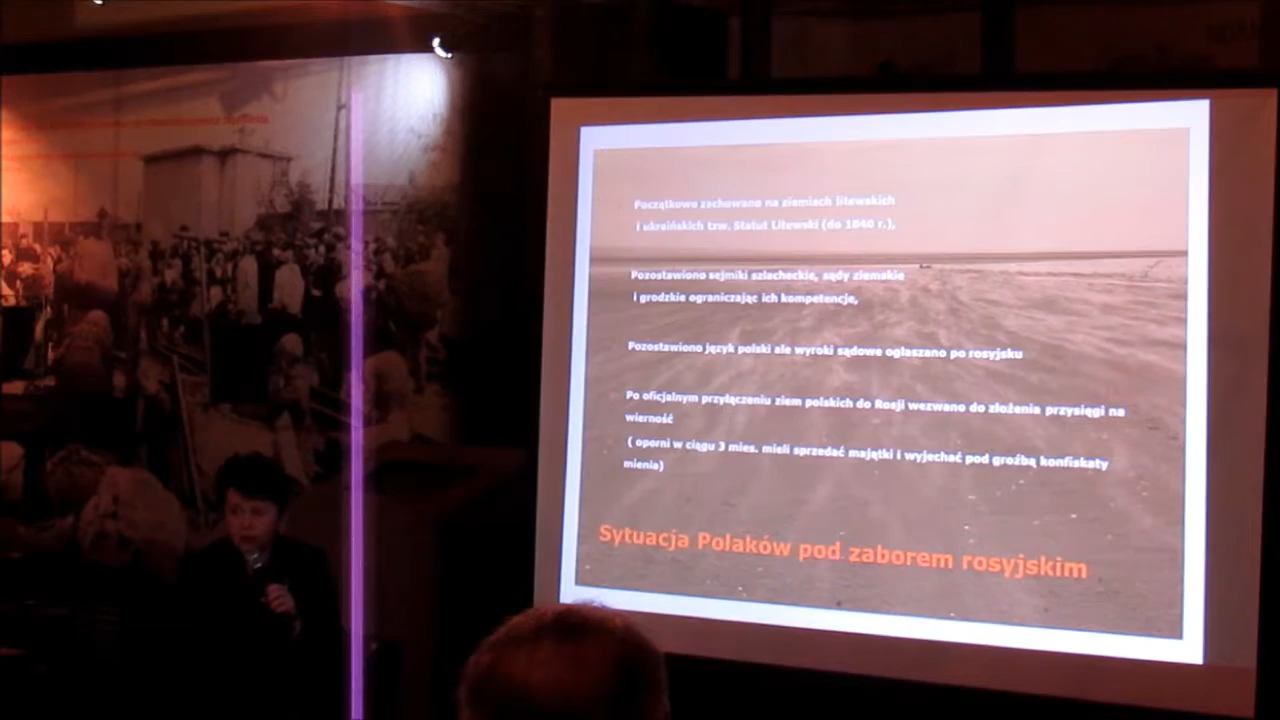 Początkowo zachowano na ziemiach litewskich
i ukraińskich tzw. Statut Litewski (do 1840 r.),
Pozostawiono sejmiki szlacheckie, sądy ziemskie
i grodzkie ograniczając ich kompetencje,
Pozostawiono język polski ale wyroki sądowe ogłaszano po rosyjsku
Po oficjalnym przyłączeniu ziem polskich do Rosji wezwano do złożenia przysięgi na
wierność
( oporni w ciągu 3 mies. mieli sprzedać majątki i wyjechać pod groźbą konfiskaty
mienia)
Sytuacja Polaków pod zaborem rosyjskim